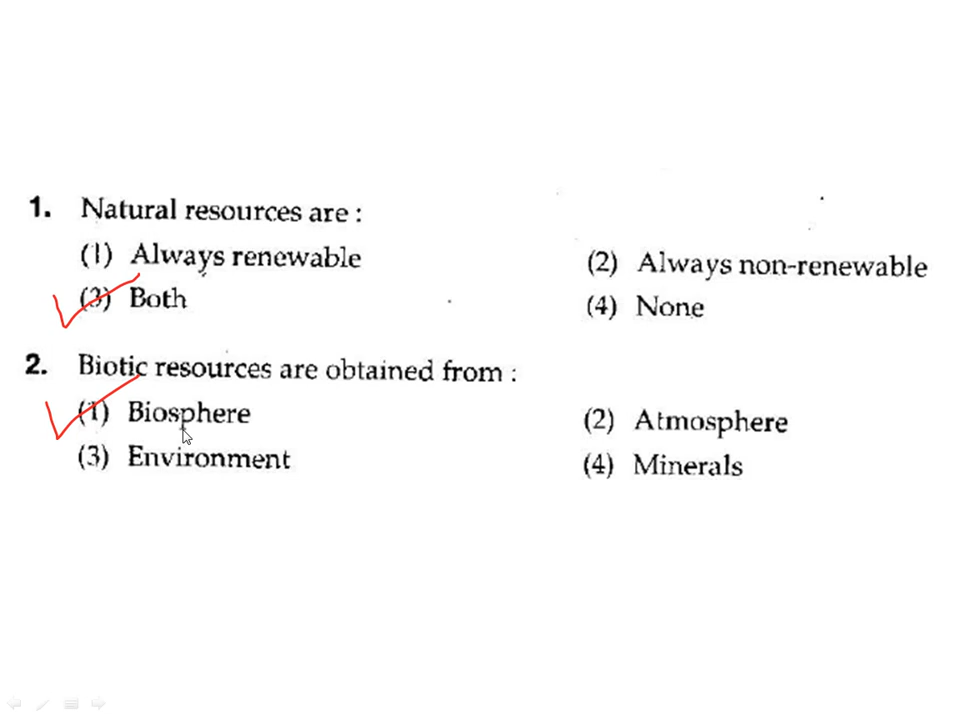 1. Natural resources are :
(1) Always renewable (2) Always non-renewable
(3) Both (4) None
2. Biotic resources are obtained from :
(1) Biosphere (2) Atmosphere
(3) Environment (4) Minerals